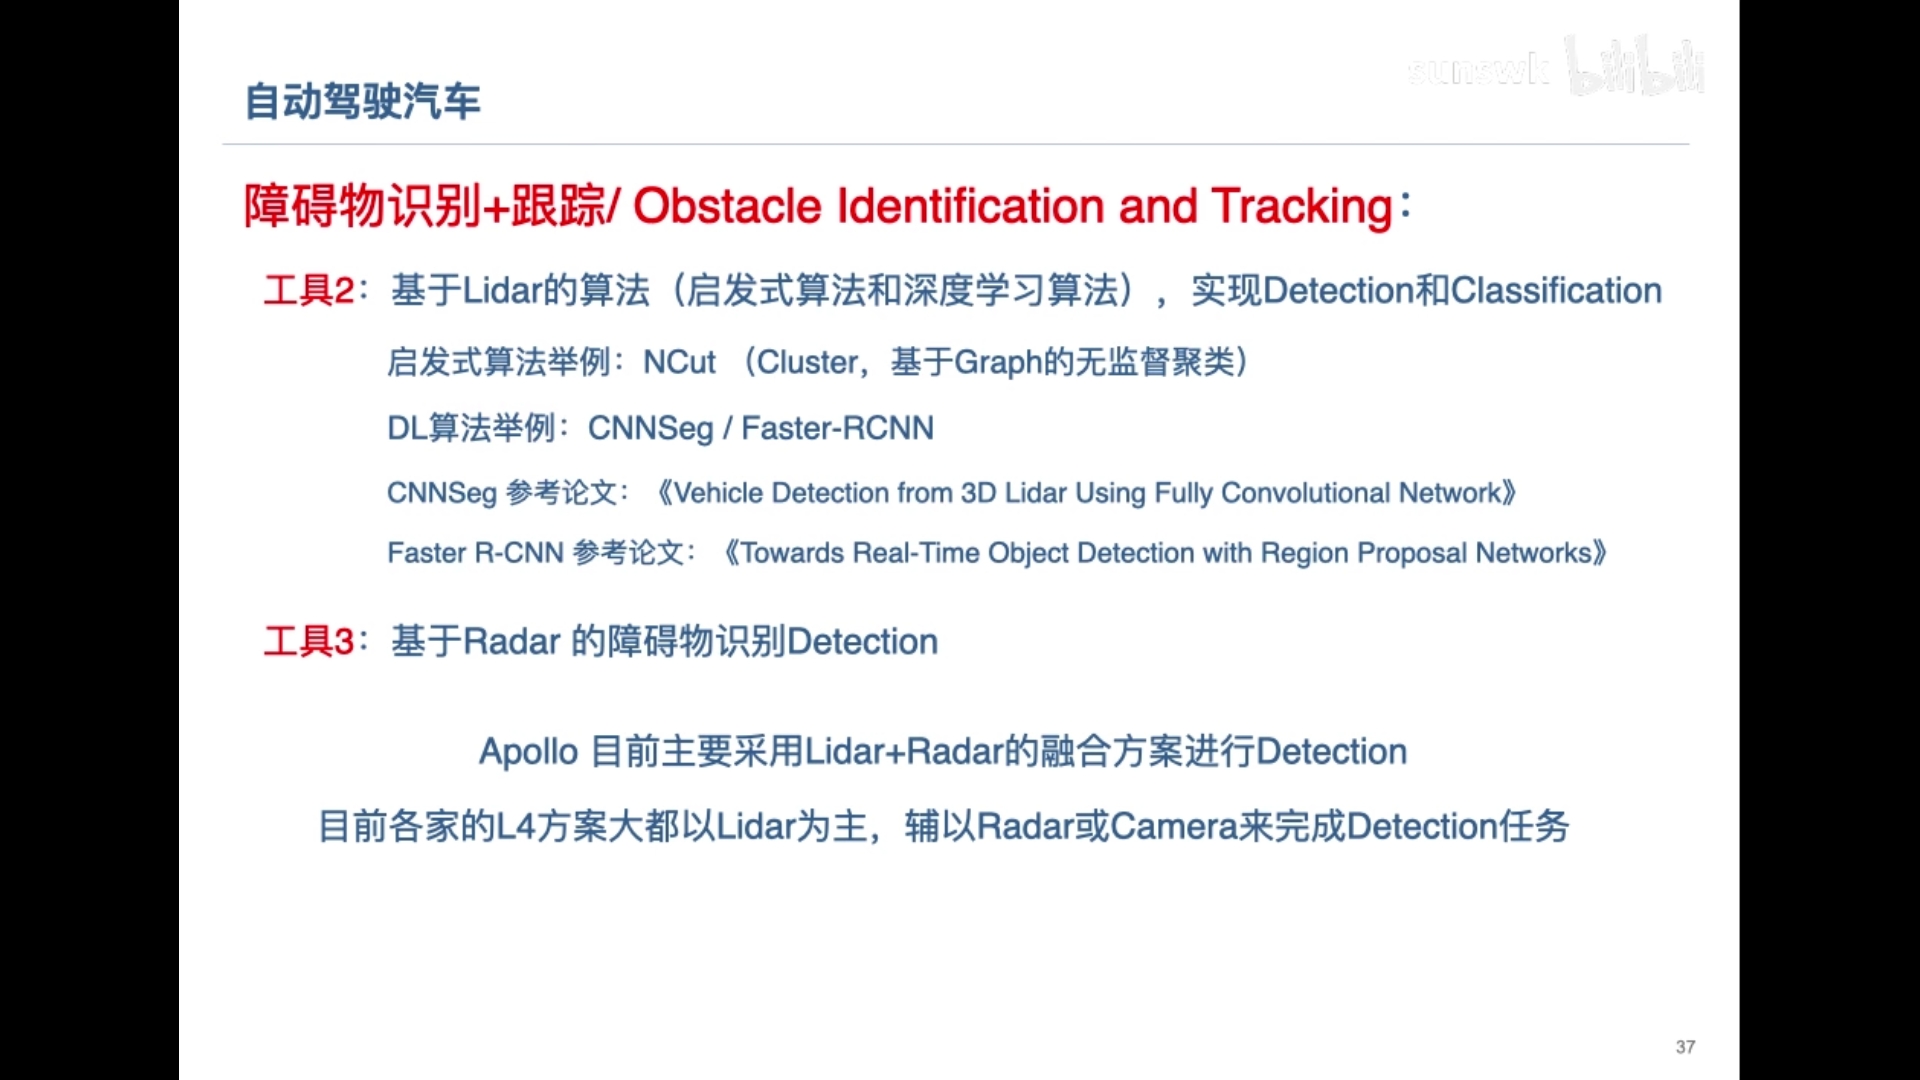 sunswk bilibili
自动驾驶汽车
障碍物识别+跟踪/ Obstacle Identification and Tracking：
工具2：基于Lidar的算法（启发式算法和深度学习算法），实现Detection和Classification
启发式算法举例：NCut （Cluster，基于Graph的无监督聚类）
DL算法举例：CNNSeg / Faster-RCNN
CNNSeg 参考论文：《Vehicle Detection from 3D Lidar Using Fully Convolutional Network》
Faster R-CNN 参考论文：《Towards Real-Time Object Detection with Region Proposal Networks》
工具3：基于Radar 的障碍物识别Detection
Apollo 目前主要采用Lidar+Radar的融合方案进行Detection
目前各家的L4方案大都以Lidar为主，辅以Radar或Camera来完成Detection任务
37